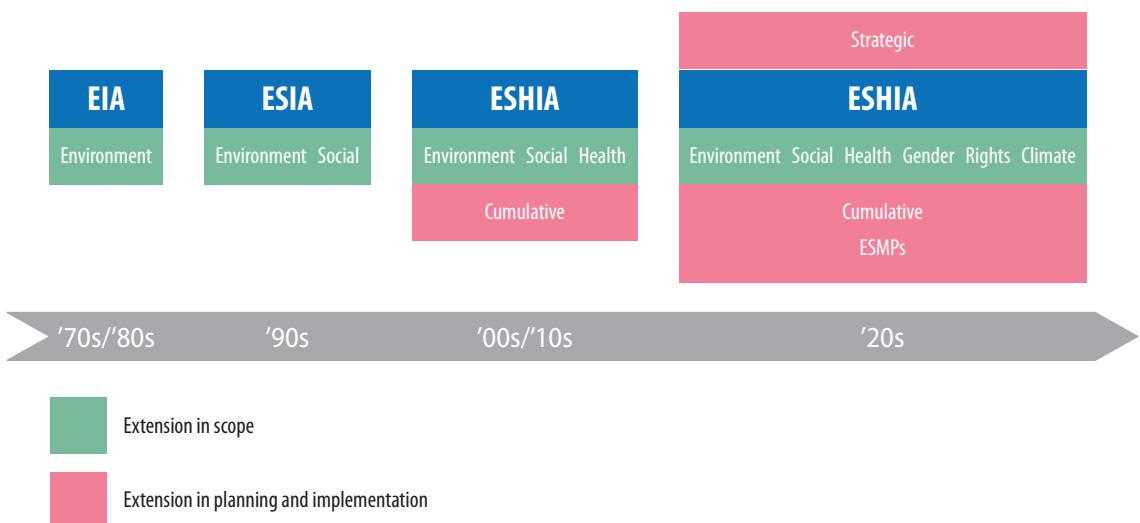 Strategic
EIA
ESIA
ESHIA
ESHIA
Environment
Environment Social
Environment Social Health
Environment Social Health Gender Rights Climate
Cumulative
Cumulative
ESMPs
’70s/’80s
’90s
’00s/’10s
’20s
Extension in scope
Extension in planning and implementation